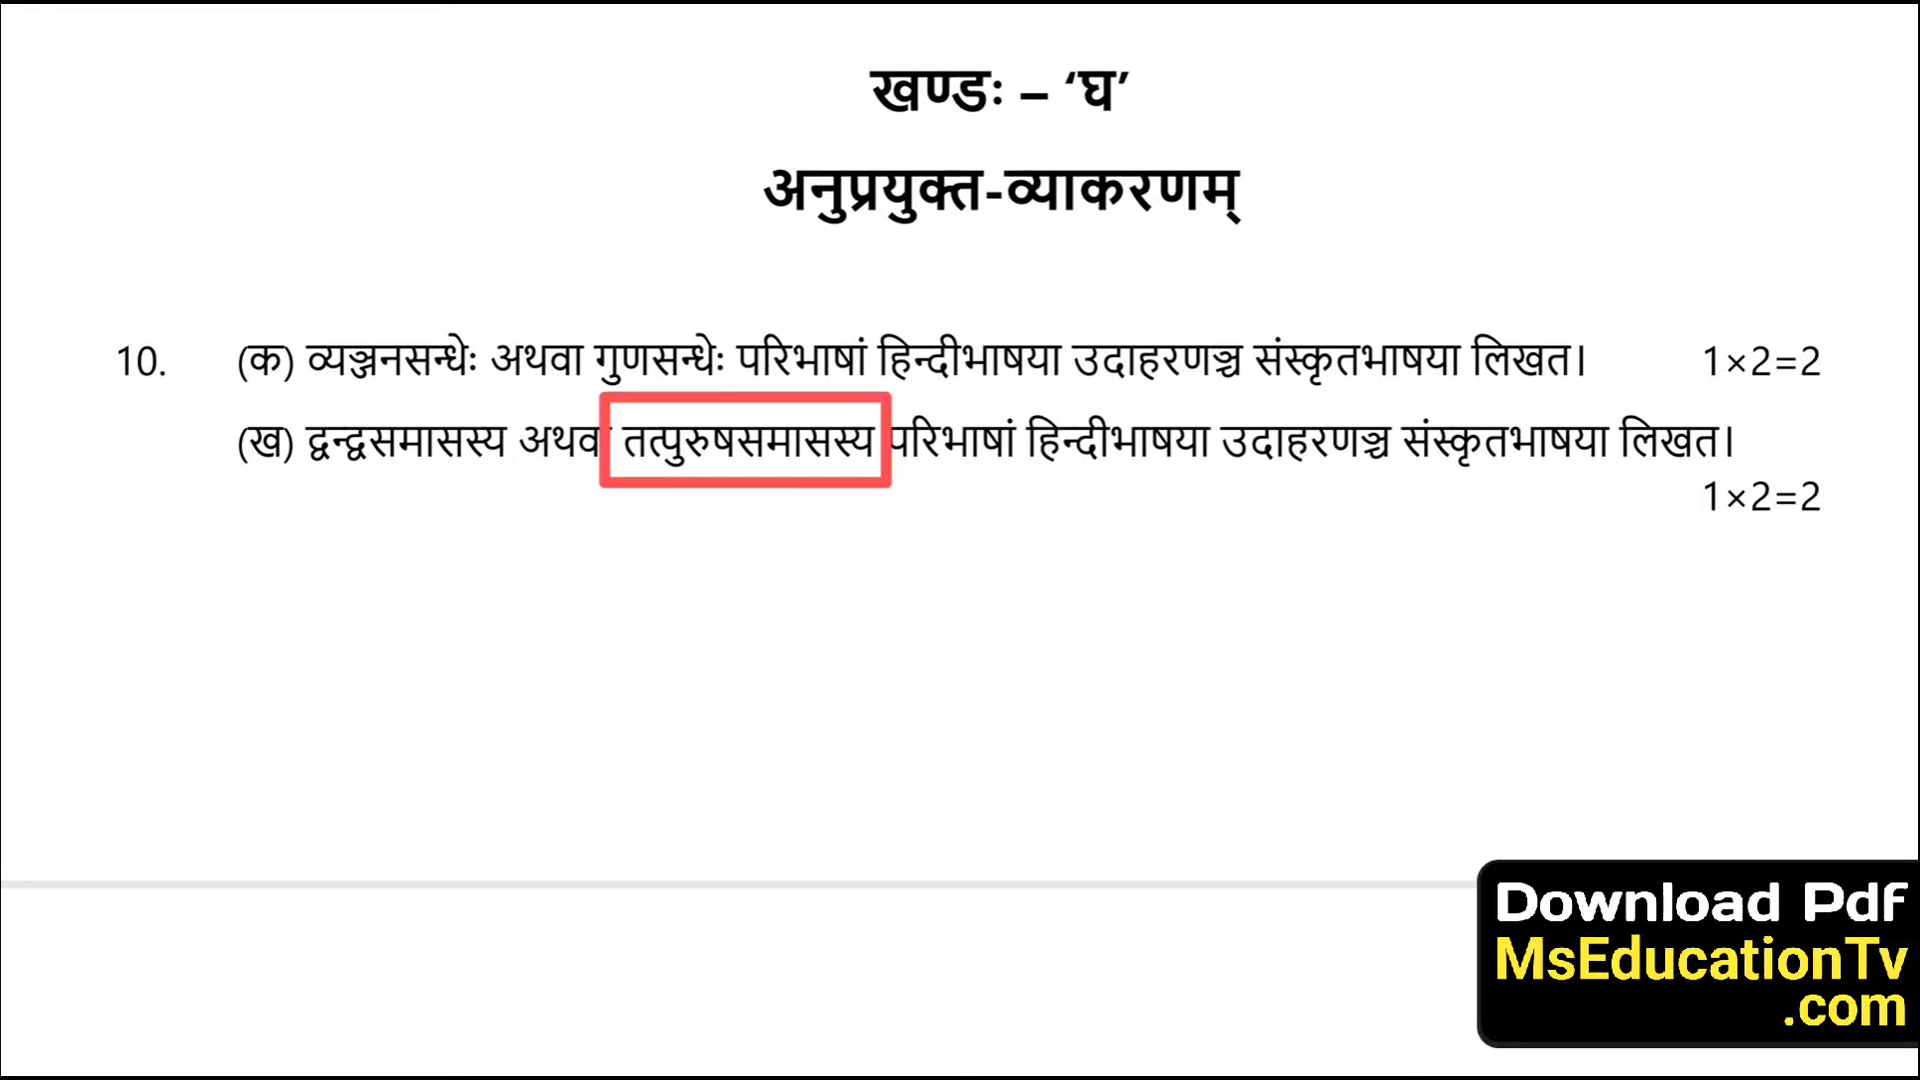 खण्डः – ‘घ’
अनुप्रयुक्त-व्याकरणम्
10. (क) व्यञ्जनसन्धेः अथवा गुणसन्धेः परिभाषां हिन्दीभाषया उदाहरणञ्च संस्कृतभाषया लिखत। 1×2=2
(ख) द्वन्द्वसमासस्य अथवा तत्पुरुषसमासस्य परिभाषां हिन्दीभाषया उदाहरणञ्च संस्कृतभाषया लिखत।
1×2=2
Download Pdf
MsEducationTv
.com